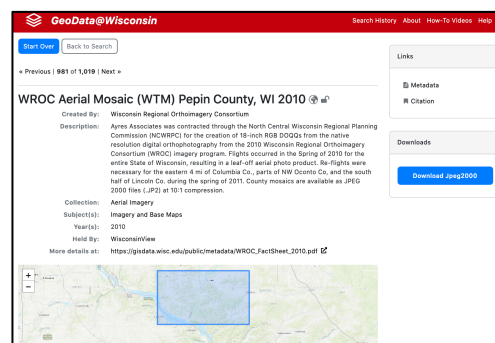 GeoData@Wisconsin
Search History About How-To Videos Help
Start Over Back to Search
« Previous | 981 of 1,019 | Next »
WROC Aerial Mosaic (WTM) Pepin County, WI 2010
Created By: Wisconsin Regional Orthoimagery Consortium
Description: Ayres Associates was contracted through the North Central Wisconsin Regional Planning
Commission (NCWRPC) for the creation of 18-inch RGB DOQQs from the native
resolution digital orthophotography from the 2010 Wisconsin Regional Orthoimagery
Consortium (WROC) imagery program. Flights occurred in the Spring of 2010 for the
entire State of Wisconsin, resulting in a leaf-off aerial photo product. Re-flights were
necessary for the eastern 4 mi of Columbia Co., parts of NW Oconto Co, and the south
half of Lincoln Co. during the spring of 2011. County mosaics are available as JPEG
2000 files (.JP2) at 10:1 compression.
Collection: Aerial Imagery
Subject(s): Imagery and Base Maps
Year(s): 2010
Held By: WisconsinView
More details at: https://gisdata.wisc.edu/public/metadata/WROC_FactSheet_2010.pdf
+
−
Links
Metadata
Citation
Downloads
Download Jpeg2000